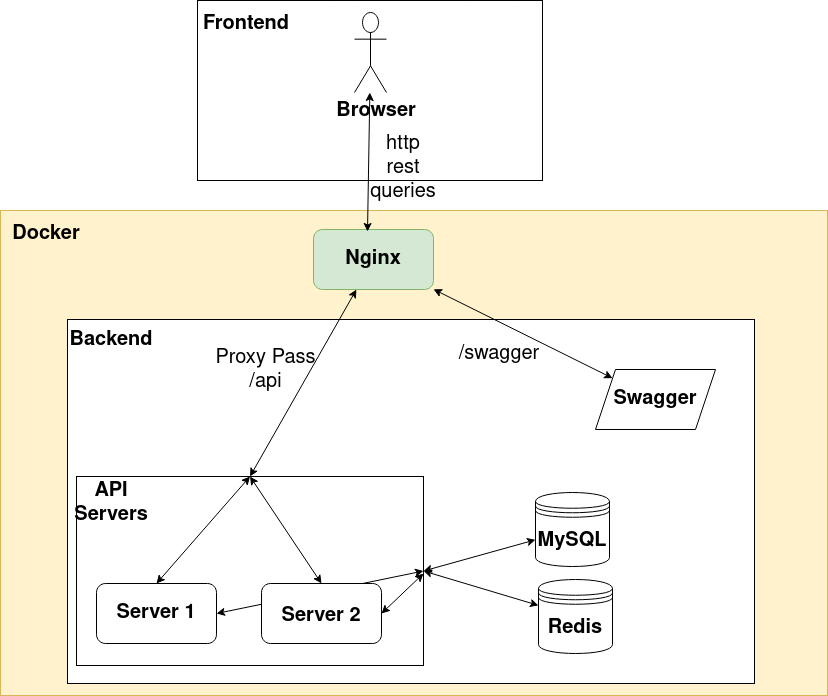 Frontend
Browser
http
rest
queries
Docker
Nginx
Backend
Proxy Pass
/api
/swagger
Swagger
API
Servers
MySQL
Server 1
Server 2
Redis